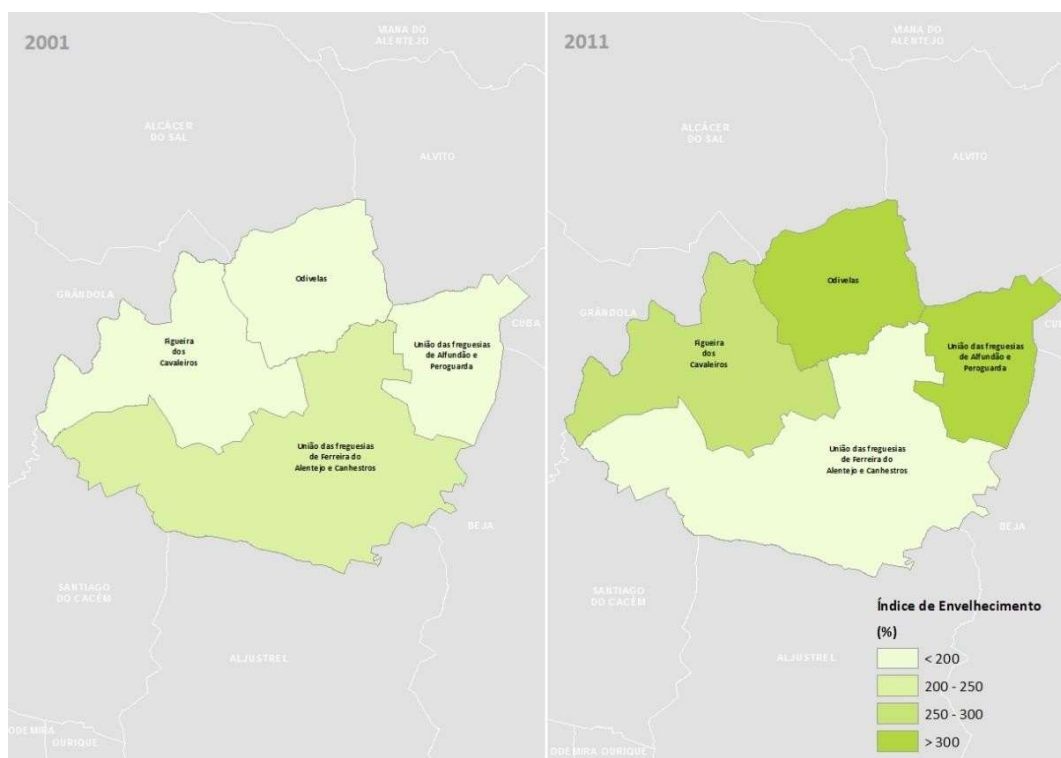 2001
VIANA DO
ALENTEJO
ALCÁCER
DO SAL
ALVITO
GRÂNDOLA
CUBA
Odivelas
Figueira
dos
Cavaleiros
União das freguesias
de Alfundão e
Peroguarda
União das freguesias
de Ferreira do
Alentejo e Canhestros
BEJA
SANTIAGO
DO CACÉM
ALJUSTREL
ODEMIRA
OURIQUE
2011
VIANA DO
ALENTEJO
ALCÁCER
DO SAL
ALVITO
GRÂNDOLA
CU
Odivelas
Figueira
dos
Cavaleiros
União das freguesias
de Alfundão e
Peroguarda
União das freguesias
de Ferreira do
Alentejo e Canhestros
BEJA
SANTIAGO
DO CACÉM
ALJUSTREL
ODEMIRA OURIQUE
Índice de Envelhecimento
(%)
< 200
200 - 250
250 - 300
> 300